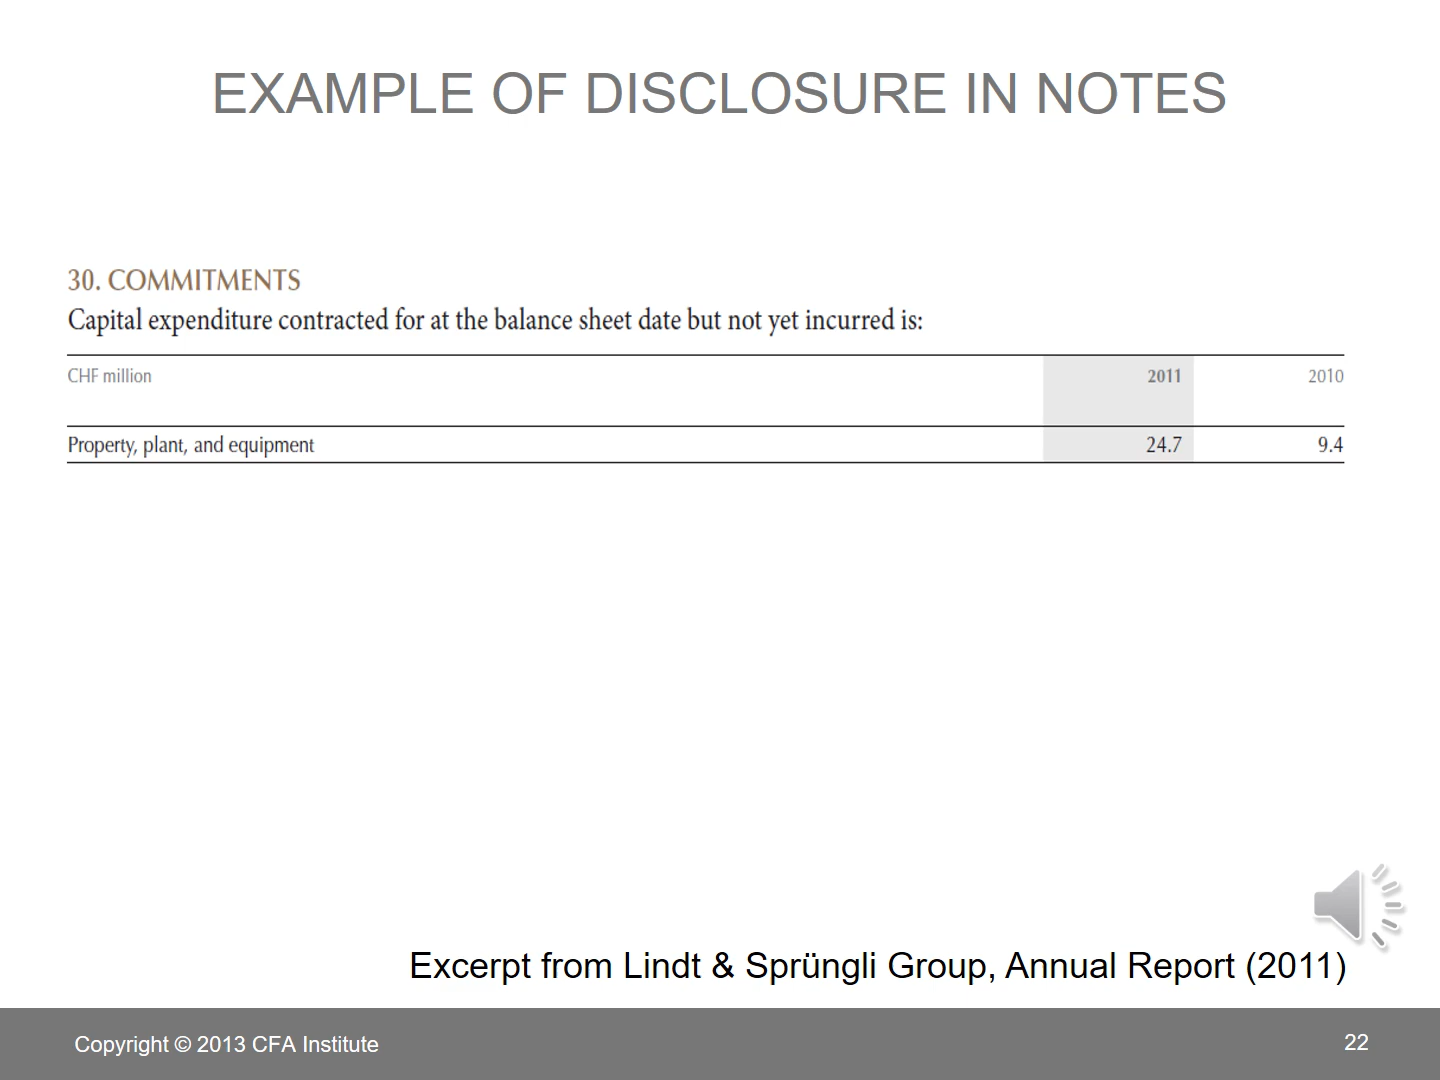 EXAMPLE OF DISCLOSURE IN NOTES
30. COMMITMENTS
Capital expenditure contracted for at the balance sheet date but not yet incurred is:
CHF million 2011 2010
Property, plant, and equipment 24.7 9.4
Excerpt from Lindt & Sprüngli Group, Annual Report (2011)
Copyright © 2013 CFA Institute 22